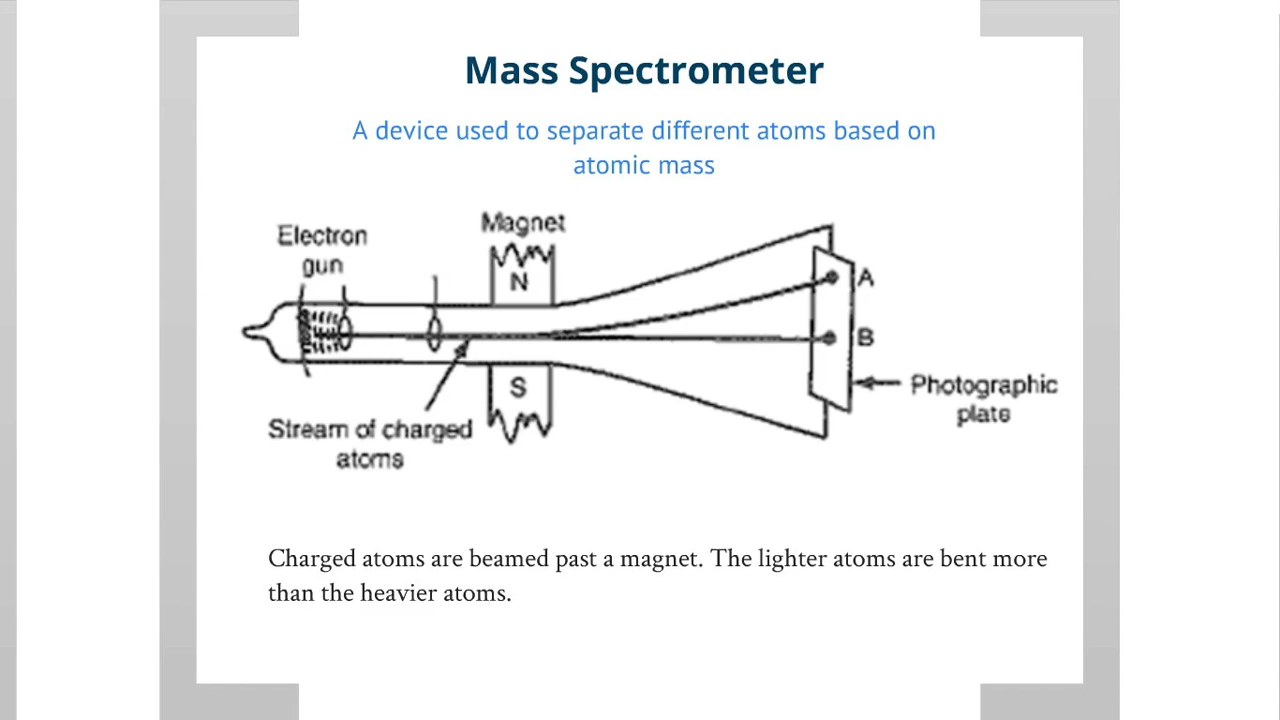 Mass Spectrometer
A device used to separate different atoms based on
atomic mass
Electron
gun
Magnet
N
A
B
S
Photographic
plate
Stream of charged
atoms
Charged atoms are beamed past a magnet. The lighter atoms are bent more
than the heavier atoms.